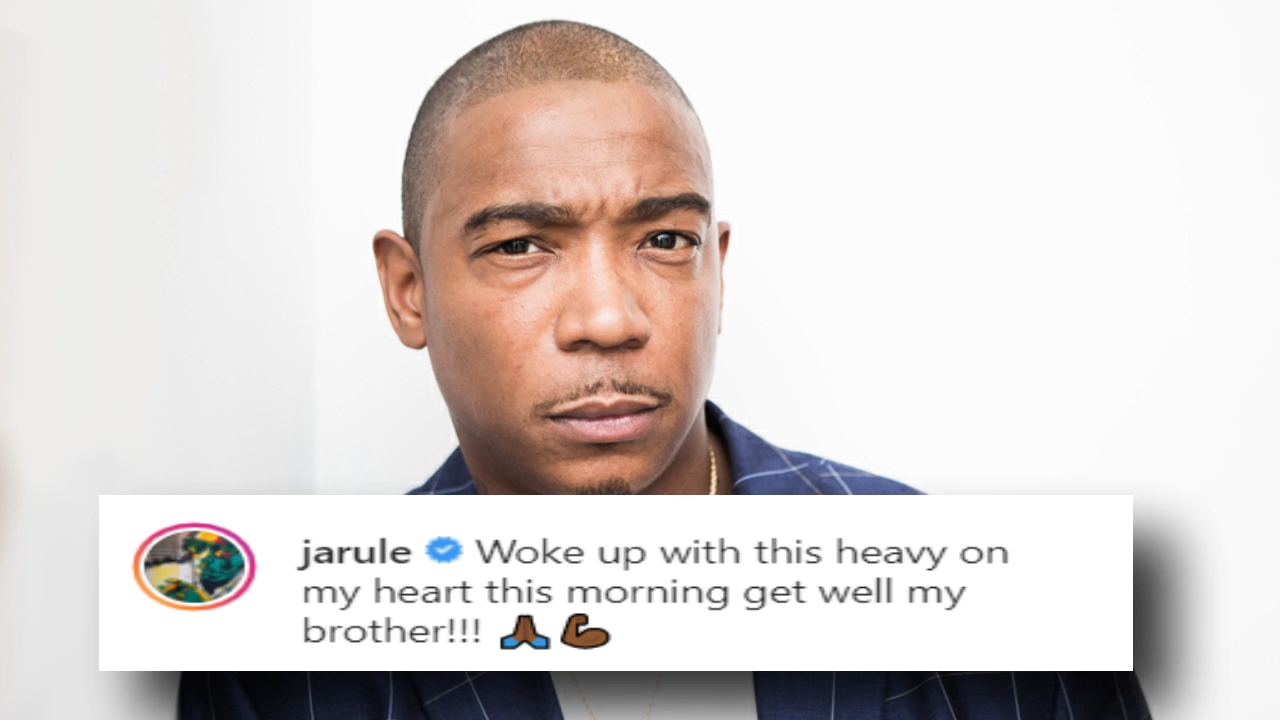 jarule Woke up with this heavy on
my heart this morning get well my
brother!!! 🙏🏾 💪🏾